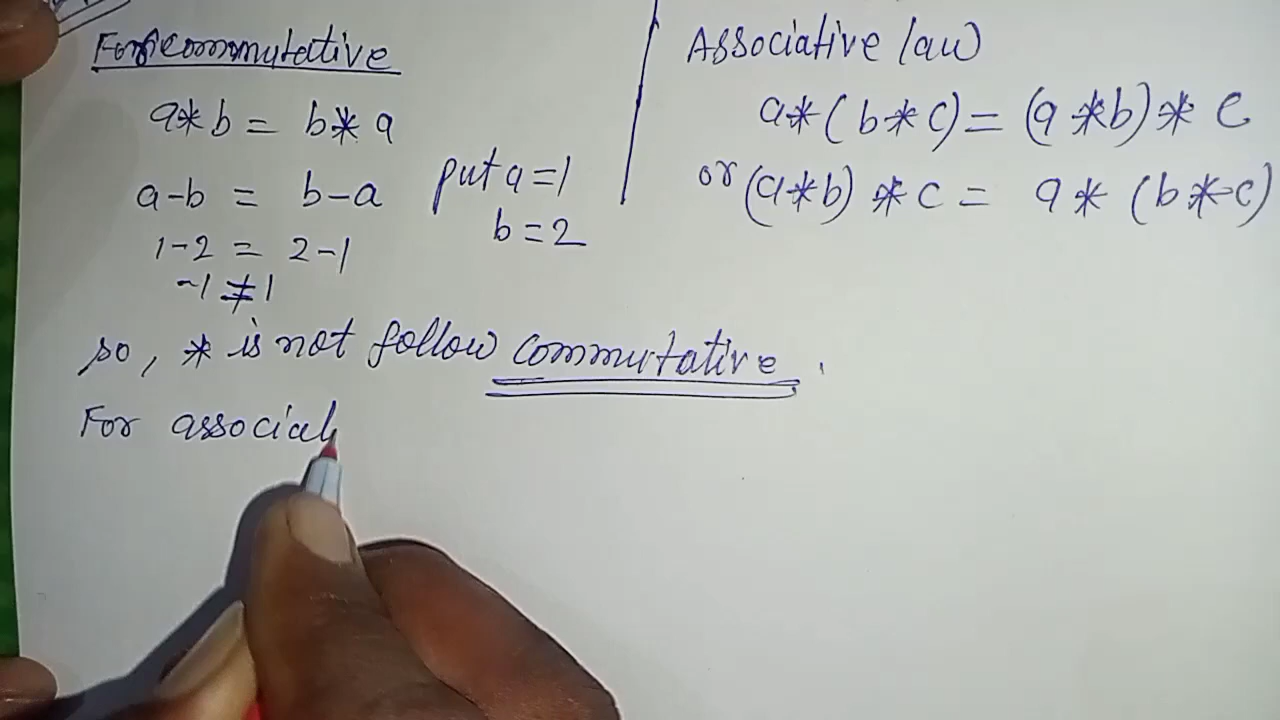 For commutative
a*b = b*a
a-b = b-a
put a=1
b=2
1-2 = 2-1
-1 ≠ 1
so, * is not follow commutative.
For associat
Associative law
a*(b*c)=(a*b)*c
or (a*b)*c = a*(b*c)